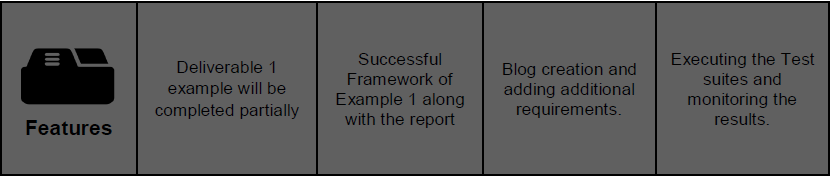 Features
Deliverable 1
example will be
completed partially
Successful
Framework of
Example 1 along
with the report
Blog creation and
adding additional
requirements.
Executing the Test
suites and
monitoring the
results.